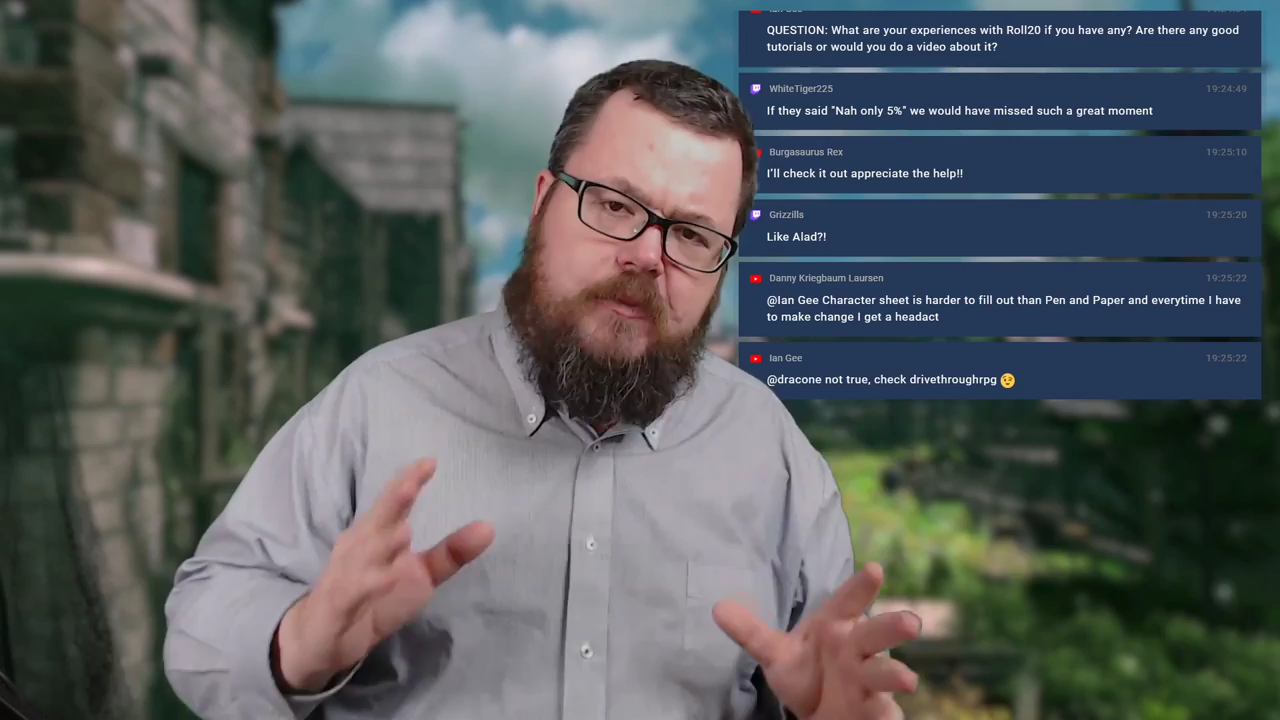 QUESTION: What are your experiences with Roll20 if you have any? Are there any good
tutorials or would you do a video about it?
WhiteTiger225 19:24:49
If they said "Nah only 5%" we would have missed such a great moment
Burgasaurus Rex 19:25:10
I'll check it out appreciate the help!!
Grizzills 19:25:20
Like Alad?!
Danny Kriegbaum Laursen 19:25:22
@Ian Gee Character sheet is harder to fill out than Pen and Paper and everytime I have
to make change I get a headact
Ian Gee 19:25:22
@dracone not true, check drivethroughrpg 😉